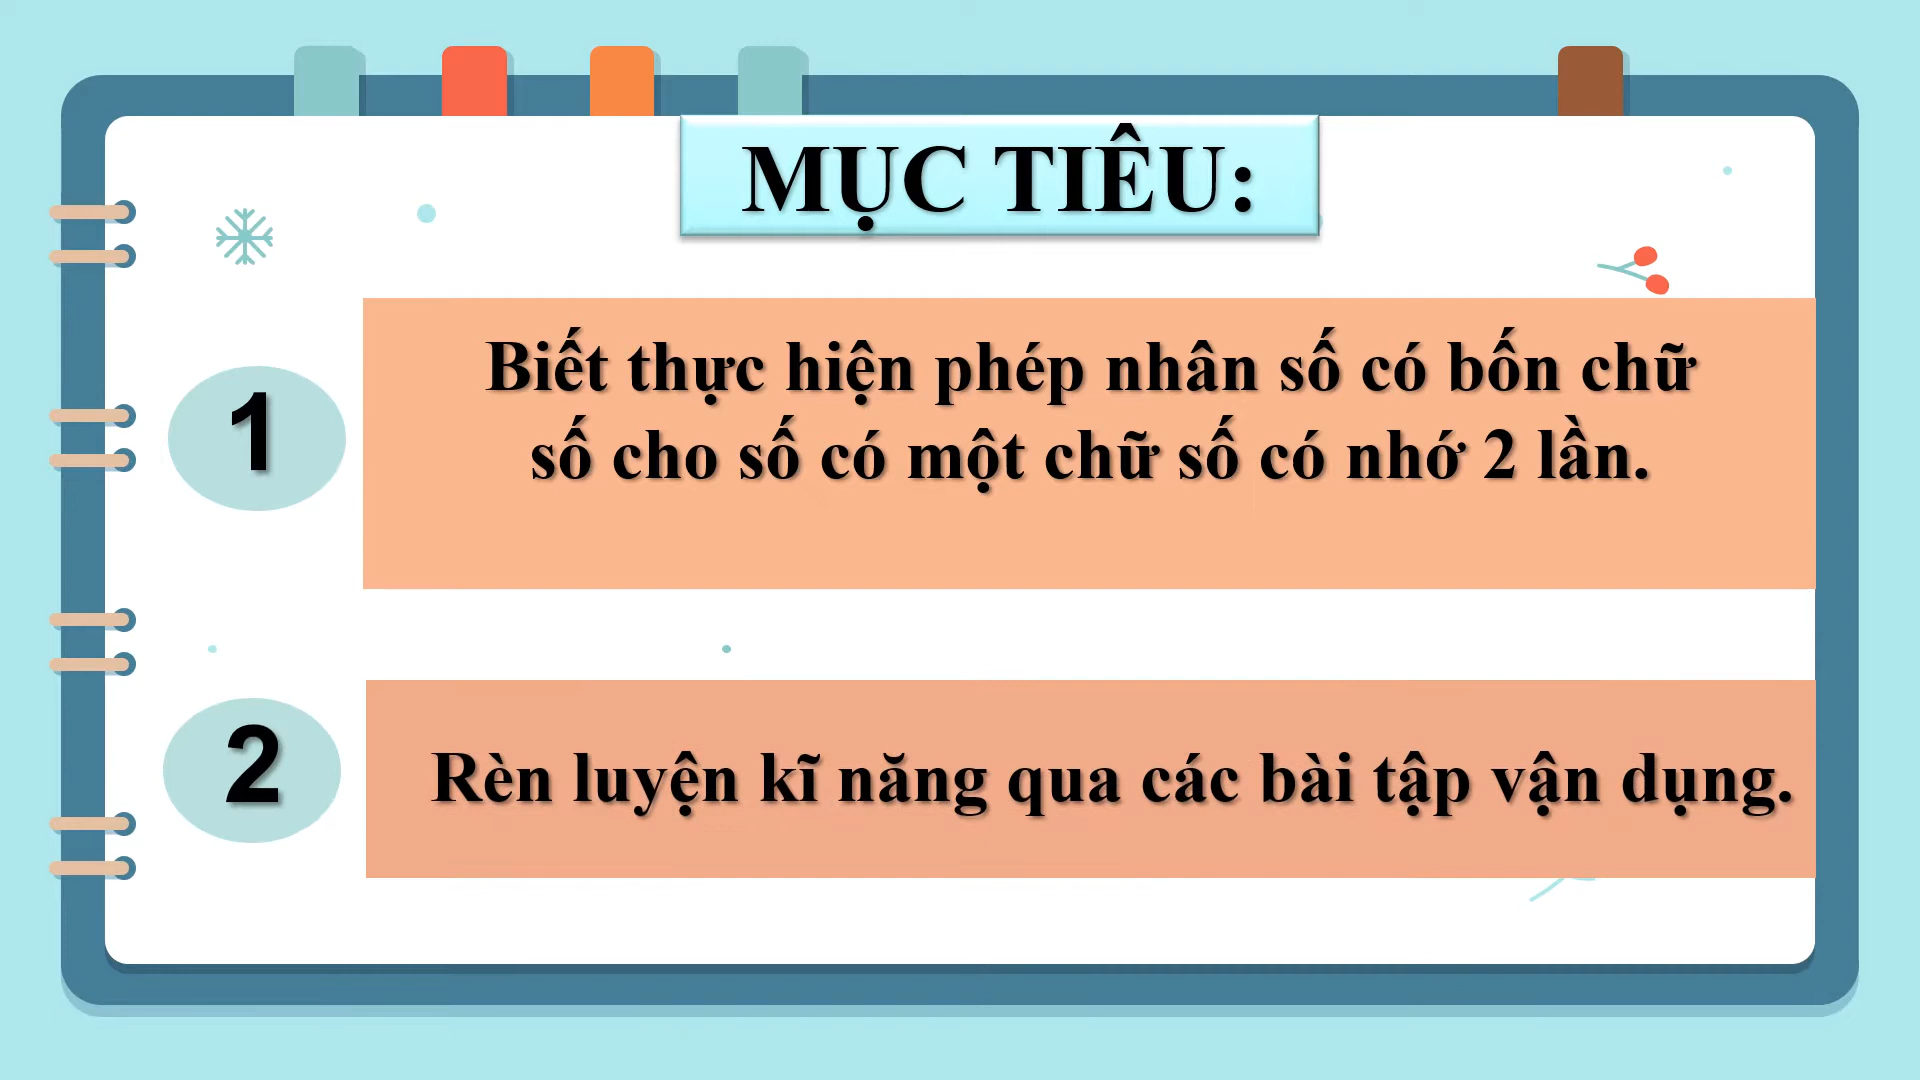 MỤC TIÊU:
1
Biết thực hiện phép nhân số có bốn chữ
số cho số có một chữ số có nhớ 2 lần.
2
Rèn luyện kĩ năng qua các bài tập vận dụng.